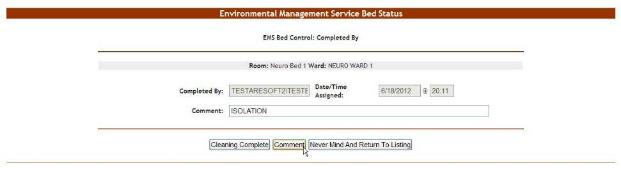 Environmental Management Service Bed Status
EMS Bed Control: Completed By
Room: Neuro Bed 1 Ward: NEURO WARD 1
Completed By: TESTARESOFT2ITESTE Date/Time Assigned: 6/18/2012 @ 20:11
Comment: ISOLATION
Cleaning Complete Comment Never Mind And Return To Listing